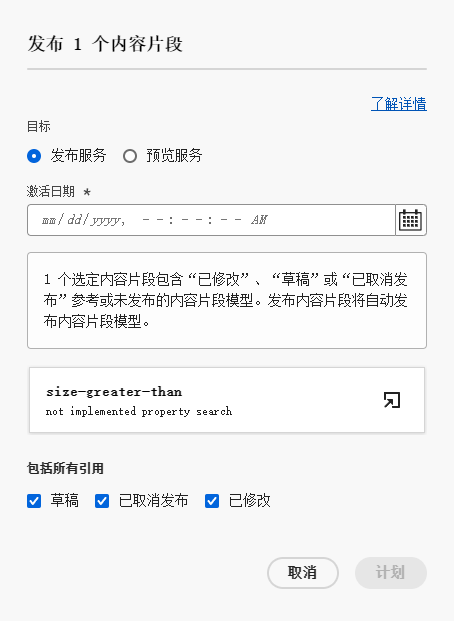 发布 1 个内容片段
了解详情
目标
发布服务 预览服务
激活日期 *
mm/dd/yyyy, --:--:-- AM
1 个选定内容片段包含“已修改”、“草稿”或“已取消发
布”参考或未发布的内容片段模型。发布内容片段将自动发
布内容片段模型。
size-greater-than
not implemented property search
包括所有引用
草稿 已取消发布 已修改
取消 计划